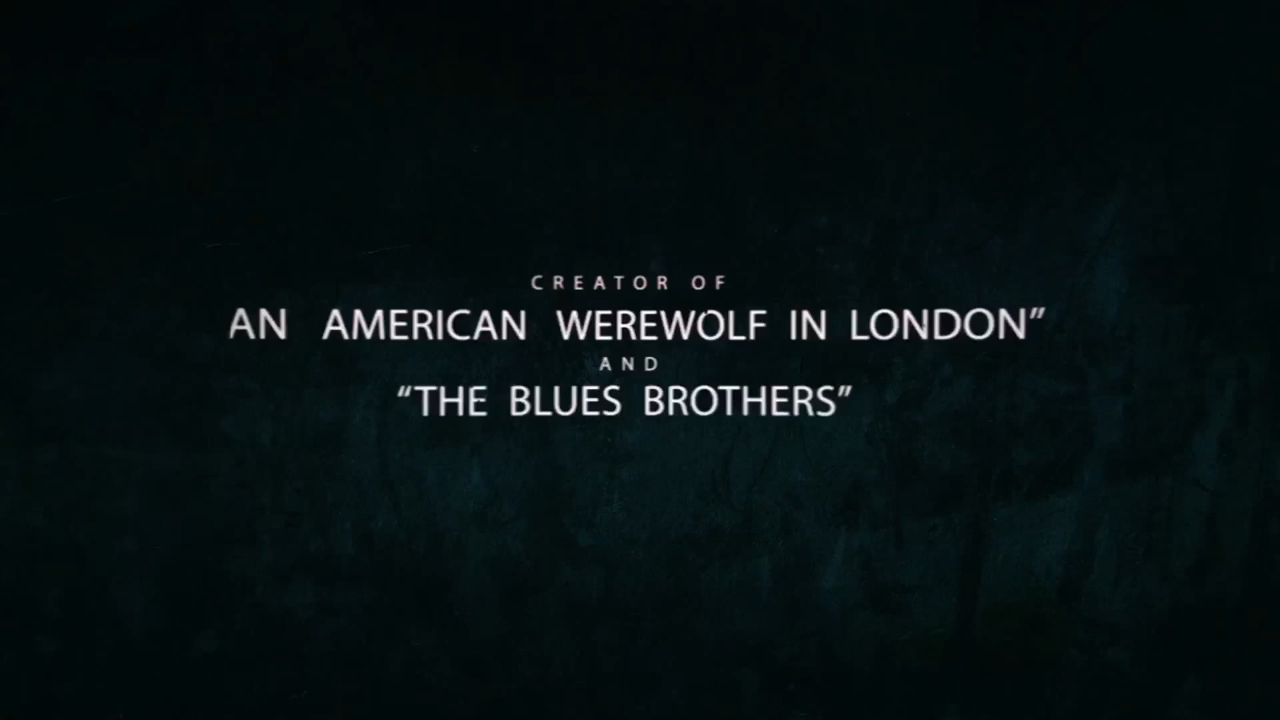 CREATOR OF
AN AMERICAN WEREWOLF IN LONDON”
AND
“THE BLUES BROTHERS”